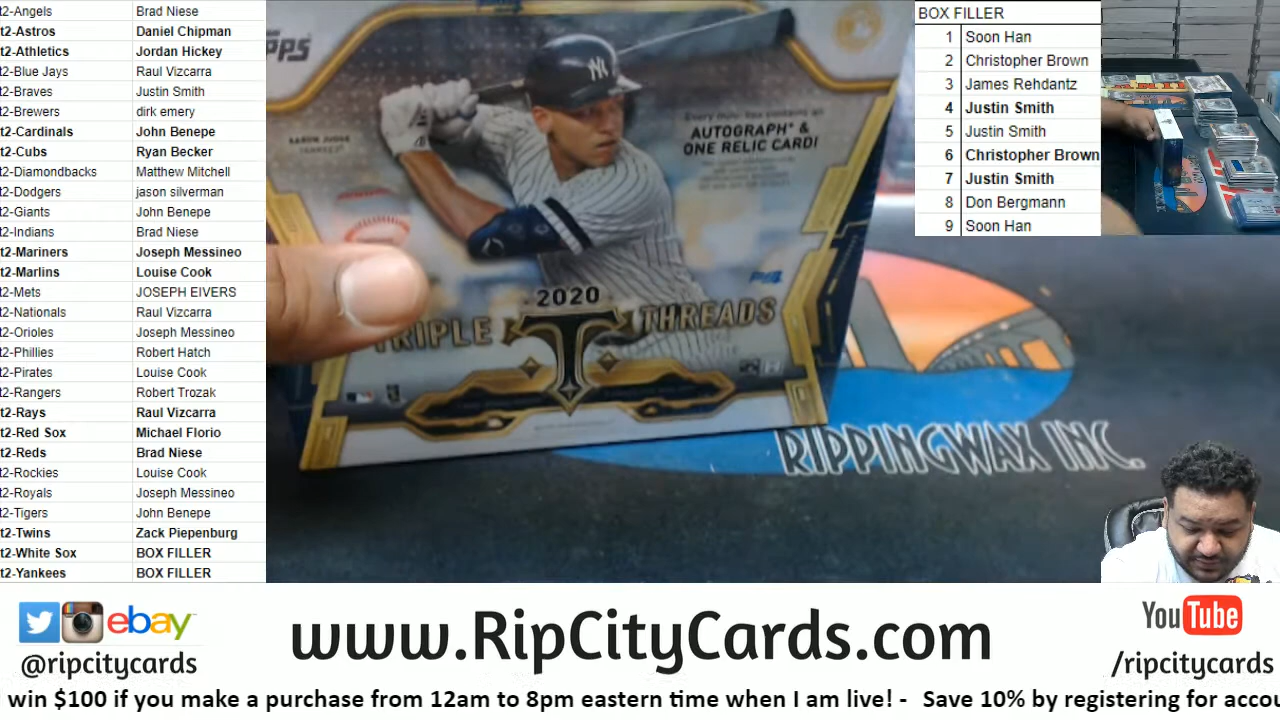 t2-Angels Brad Niese
t2-Astros Daniel Chipman
t2-Athletics Jordan Hickey
t2-Blue Jays Raul Vizcarra
t2-Braves Justin Smith
t2-Brewers dirk emery
t2-Cardinals John Benepe
t2-Cubs Ryan Becker
t2-Diamondbacks Matthew Mitchell
t2-Dodgers jason silverman
t2-Giants John Benepe
t2-Indians Brad Niese
t2-Mariners Joseph Messineo
t2-Marlins Louise Cook
t2-Mets JOSEPH EIVERS
t2-Nationals Raul Vizcarra
t2-Orioles Joseph Messineo
t2-Phillies Robert Hatch
t2-Pirates Louise Cook
t2-Rangers Robert Trozak
t2-Rays Raul Vizcarra
t2-Red Sox Michael Florio
t2-Reds Brad Niese
t2-Rockies Louise Cook
t2-Royals Joseph Messineo
t2-Tigers John Benepe
t2-Twins Zack Piepenburg
t2-White Sox BOX FILLER
t2-Yankees BOX FILLER
PPS
AARON JUDGE
YANKEES
AUTOGRAPH* &
ONE RELIC CARD!
2020
TRIPLE T THREADS
BOX FILLER
1 Soon Han
2 Christopher Brown
3 James Rehdantz
4 Justin Smith
5 Justin Smith
6 Christopher Brown
7 Justin Smith
8 Don Bergmann
9 Soon Han
RIPPINGWAX INC.
ebay
@ripcitycards
www.RipCityCards.com
YouTube
/ripcitycards
win $100 if you make a purchase from 12am to 8pm eastern time when I am live! - Save 10% by registering for accou